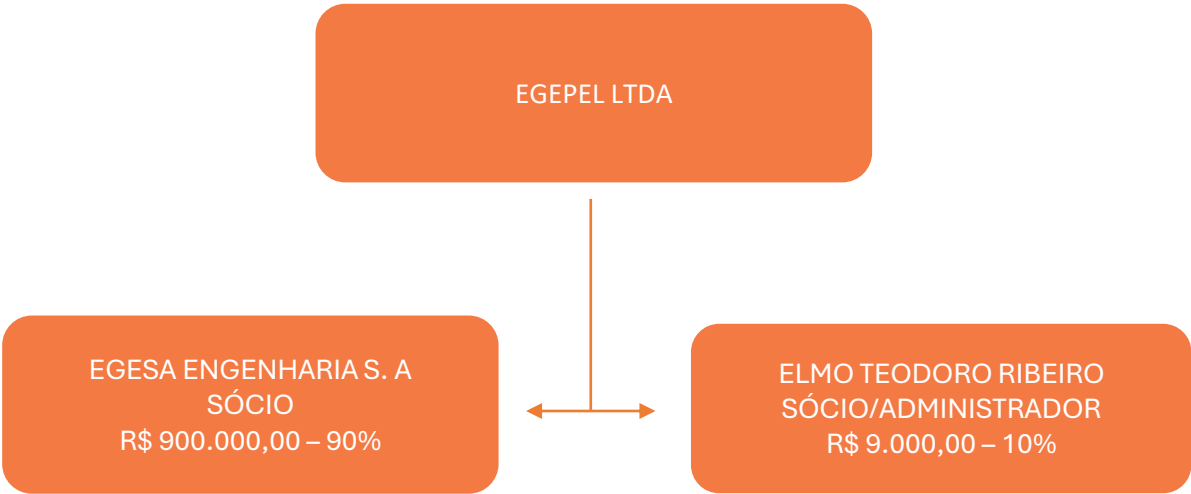 EGEPEL LTDA
EGESA ENGENHARIA S. A
SÓCIO
R$ 900.000,00 – 90%
ELMO TEODORO RIBEIRO
SÓCIO/ADMINISTRADOR
R$ 9.000,00 – 10%